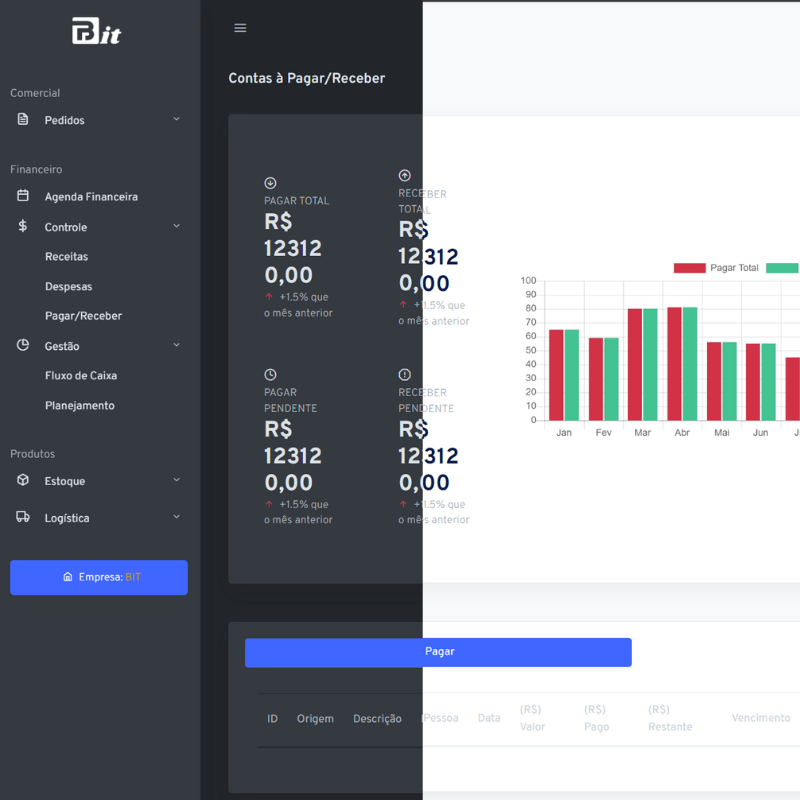 Bit
Comercial
Pedidos
Financeiro
Agenda Financeira
Controle
Receitas
Despesas
Pagar/Receber
Gestão
Fluxo de Caixa
Planejamento
Produtos
Estoque
Logística
Empresa: BIT
Contas à Pagar/Receber
PAGAR TOTAL
R$
12312
0,00
+1.5% que
o mês anterior
RECEBER
TOTAL
R$
12312
0,00
+1.5% que
o mês anterior
PAGAR
PENDENTE
R$
12312
0,00
+1.5% que
o mês anterior
RECEBER
PENDENTE
R$
12312
0,00
+1.5% que
o mês anterior
Pagar Total
100
90
80
70
60
50
40
30
20
10
0
Jan Fev Mar Abr Mai Jun
Pagar
ID Origem Descrição Pessoa Data (R$) Valor (R$) Pago (R$) Restante Vencimento